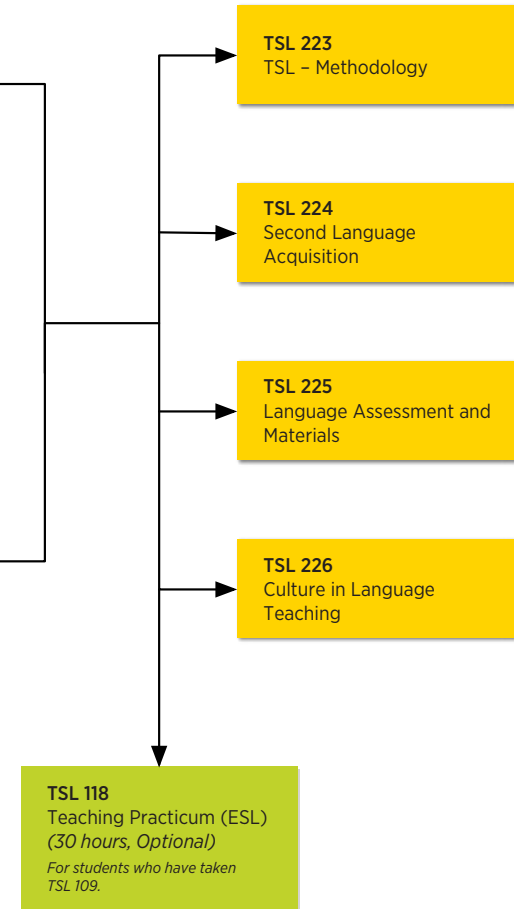 TSL 223
TSL – Methodology
TSL 224
Second Language
Acquisition
TSL 225
Language Assessment and
Materials
TSL 226
Culture in Language
Teaching
TSL 118
Teaching Practicum (ESL)
(30 hours, Optional)
For students who have taken
TSL 109.